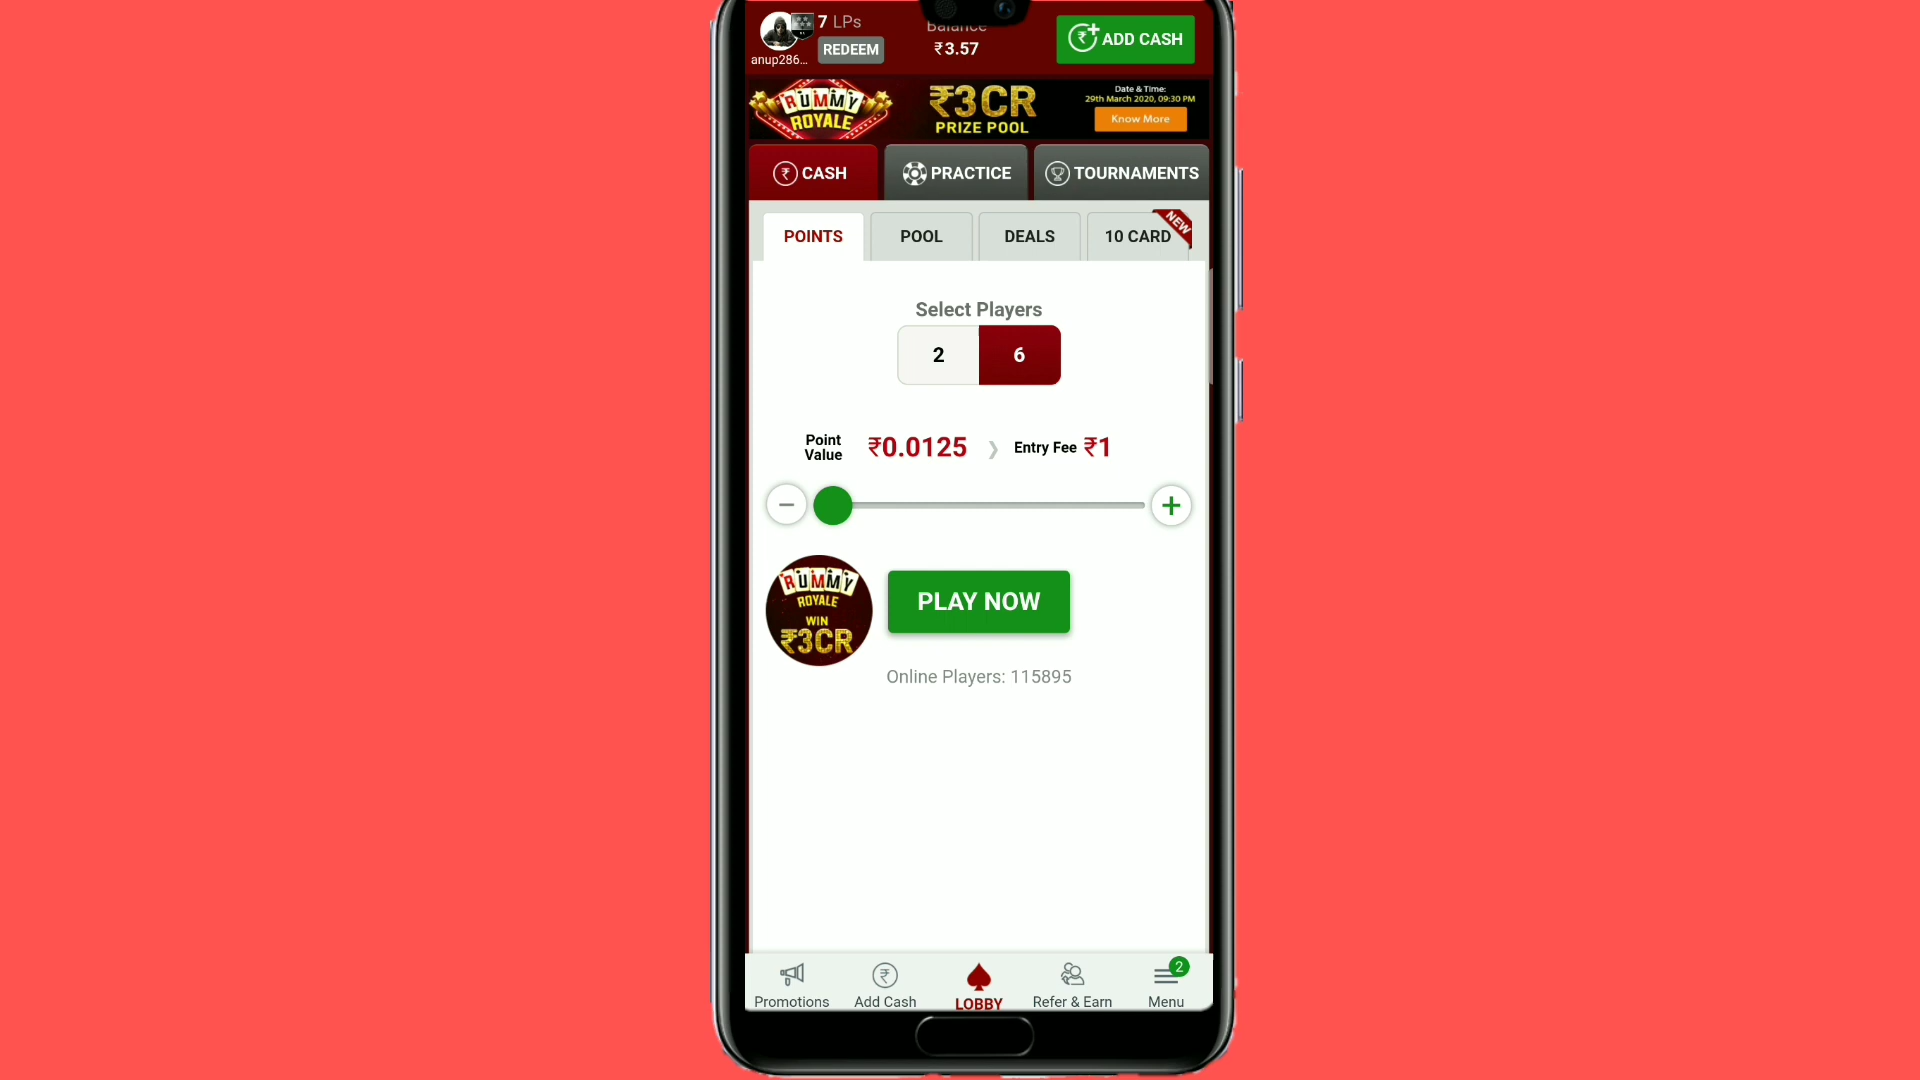 7 LPs
REDEEM
anup286...
Balance
₹3.57
ADD CASH
RUMMY
ROYALE
₹3CR
PRIZE POOL
Date & Time:
29th March 2020, 09:30 PM
Know More
CASH
PRACTICE
TOURNAMENTS
POINTS
POOL
DEALS
10 CARD
NEW
Select Players
2
6
Point
Value
₹0.0125
Entry Fee ₹1
RUMMY
ROYALE
WIN
₹3CR
PLAY NOW
Online Players: 115895
Promotions
Add Cash
LOBBY
Refer & Earn
Menu
2